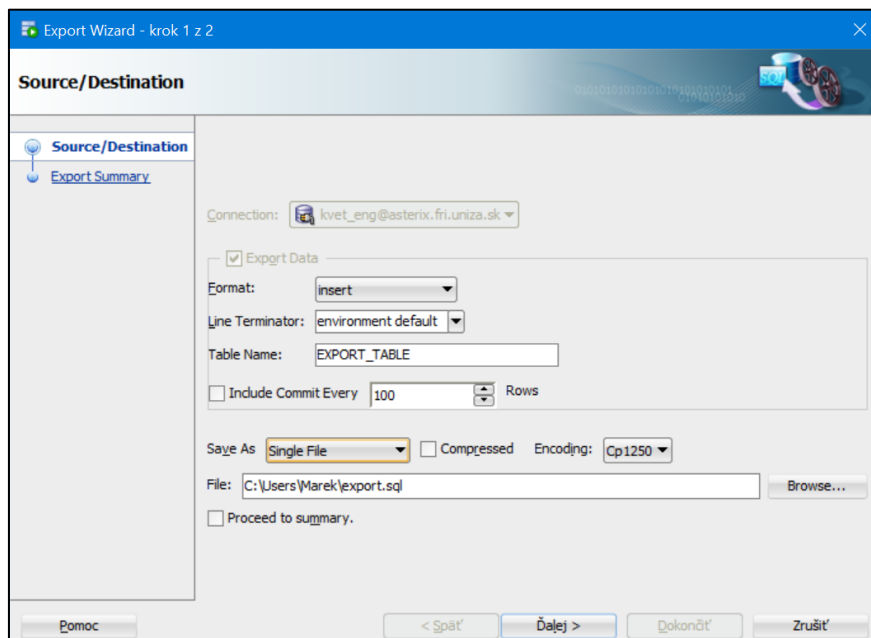 Export Wizard - krok 1 z 2
Source/Destination
SQL
Source/Destination
Export Summary
Connection: kvet_eng@asterix.fri.uniza.sk
Export Data
Format: insert
Line Terminator: environment default
Table Name: EXPORT_TABLE
Include Commit Every 100 Rows
Save As Single File Compressed Encoding: Cp1250
File: C:\Users\Marek\export.sql Browse...
Proceed to summary.
Pomoc < Späť Ďalej > Dokončiť Zrušiť